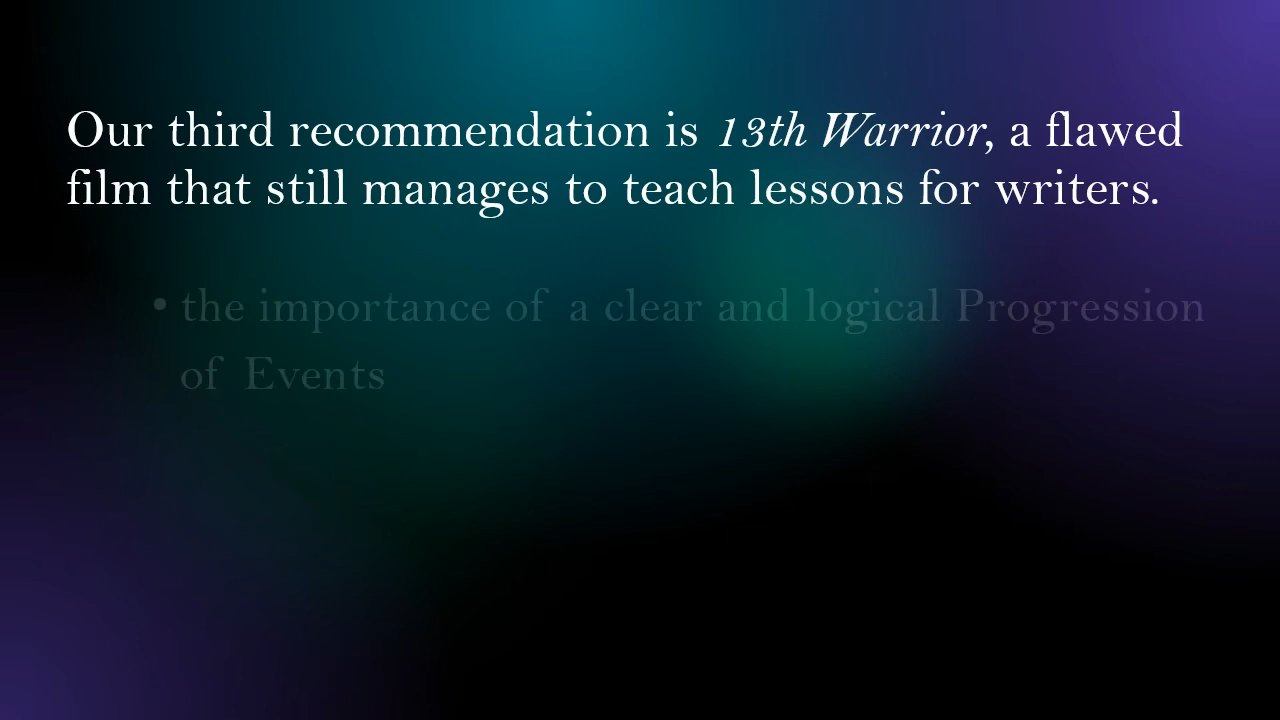 Our third recommendation is 13th Warrior, a flawed
film that still manages to teach lessons for writers.
• the importance of a clear and logical Progression
of Events